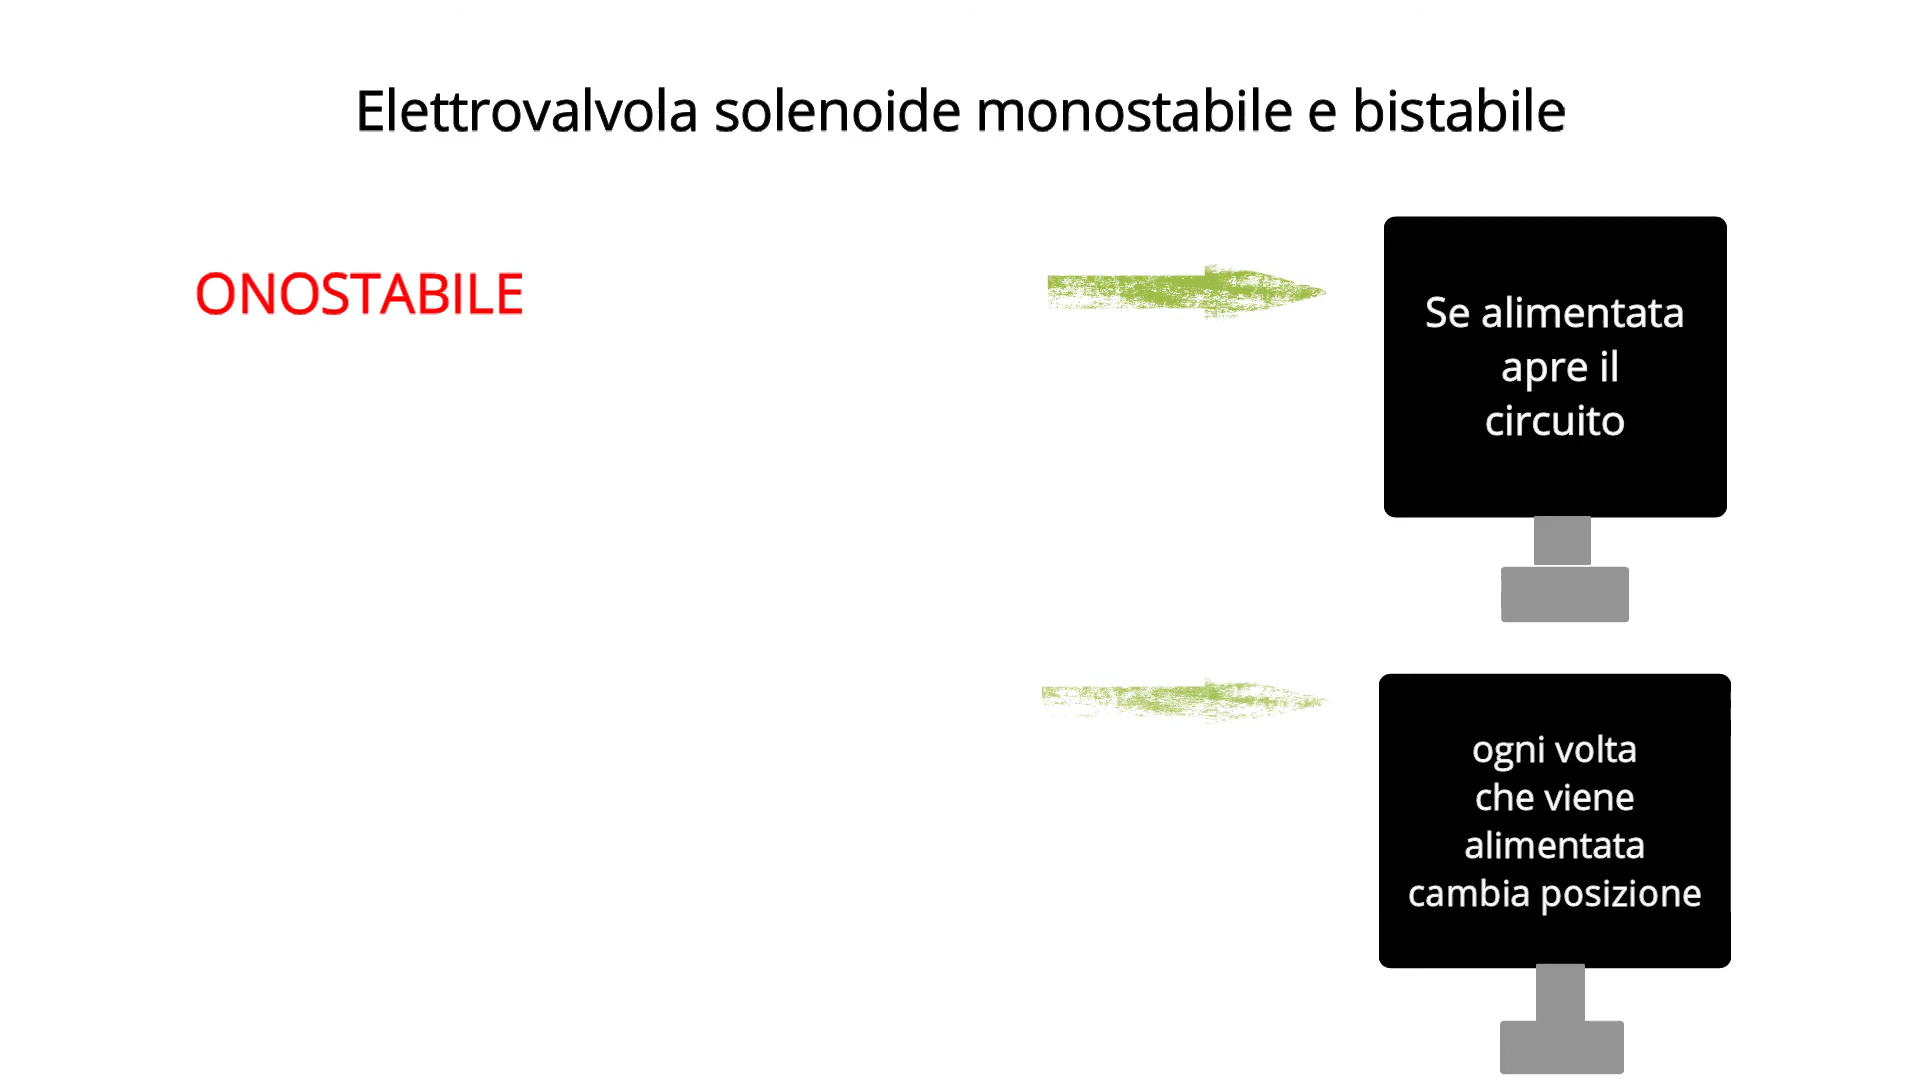 Elettrovalvola solenoide monostabile e bistabile
ONOSTABILE
Se alimentata
apre il
circuito
ogni volta
che viene
alimentata
cambia posizione